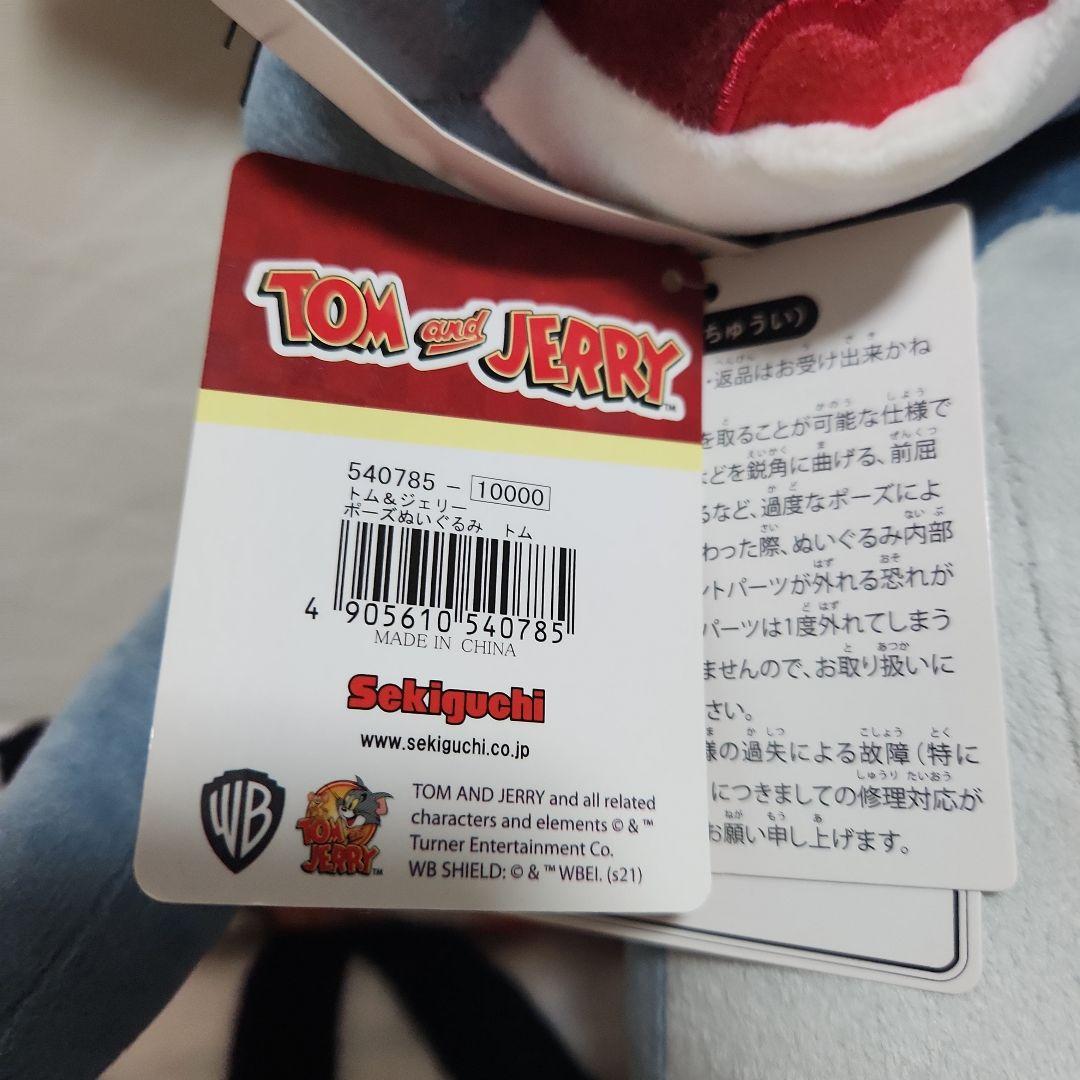 TOM and JERRY™
540785 - 10000
トム＆ジェリー
ポーズぬいぐるみ トム
4 905610 540785
MADE IN CHINA
Sekiguchi
www.sekiguchi.co.jp
WB
TOM AND JERRY™
TOM AND JERRY and all related
characters and elements © & ™
Turner Entertainment Co.
WB SHIELD: © & ™ WBEI. (s21)
ちゅうい）
・返品はお受け出来かね
を取ることが可能な仕様で
どを鋭角に曲げる、前屈
るなど、過度なポーズによ
わった際、ぬいぐるみ内部
ントパーツが外れる恐れが
パーツは1度外れてしまう
ませんので、お取り扱いに
さい。
様の過失による故障（特に
につきましての修理対応が
お願い申し上げます。